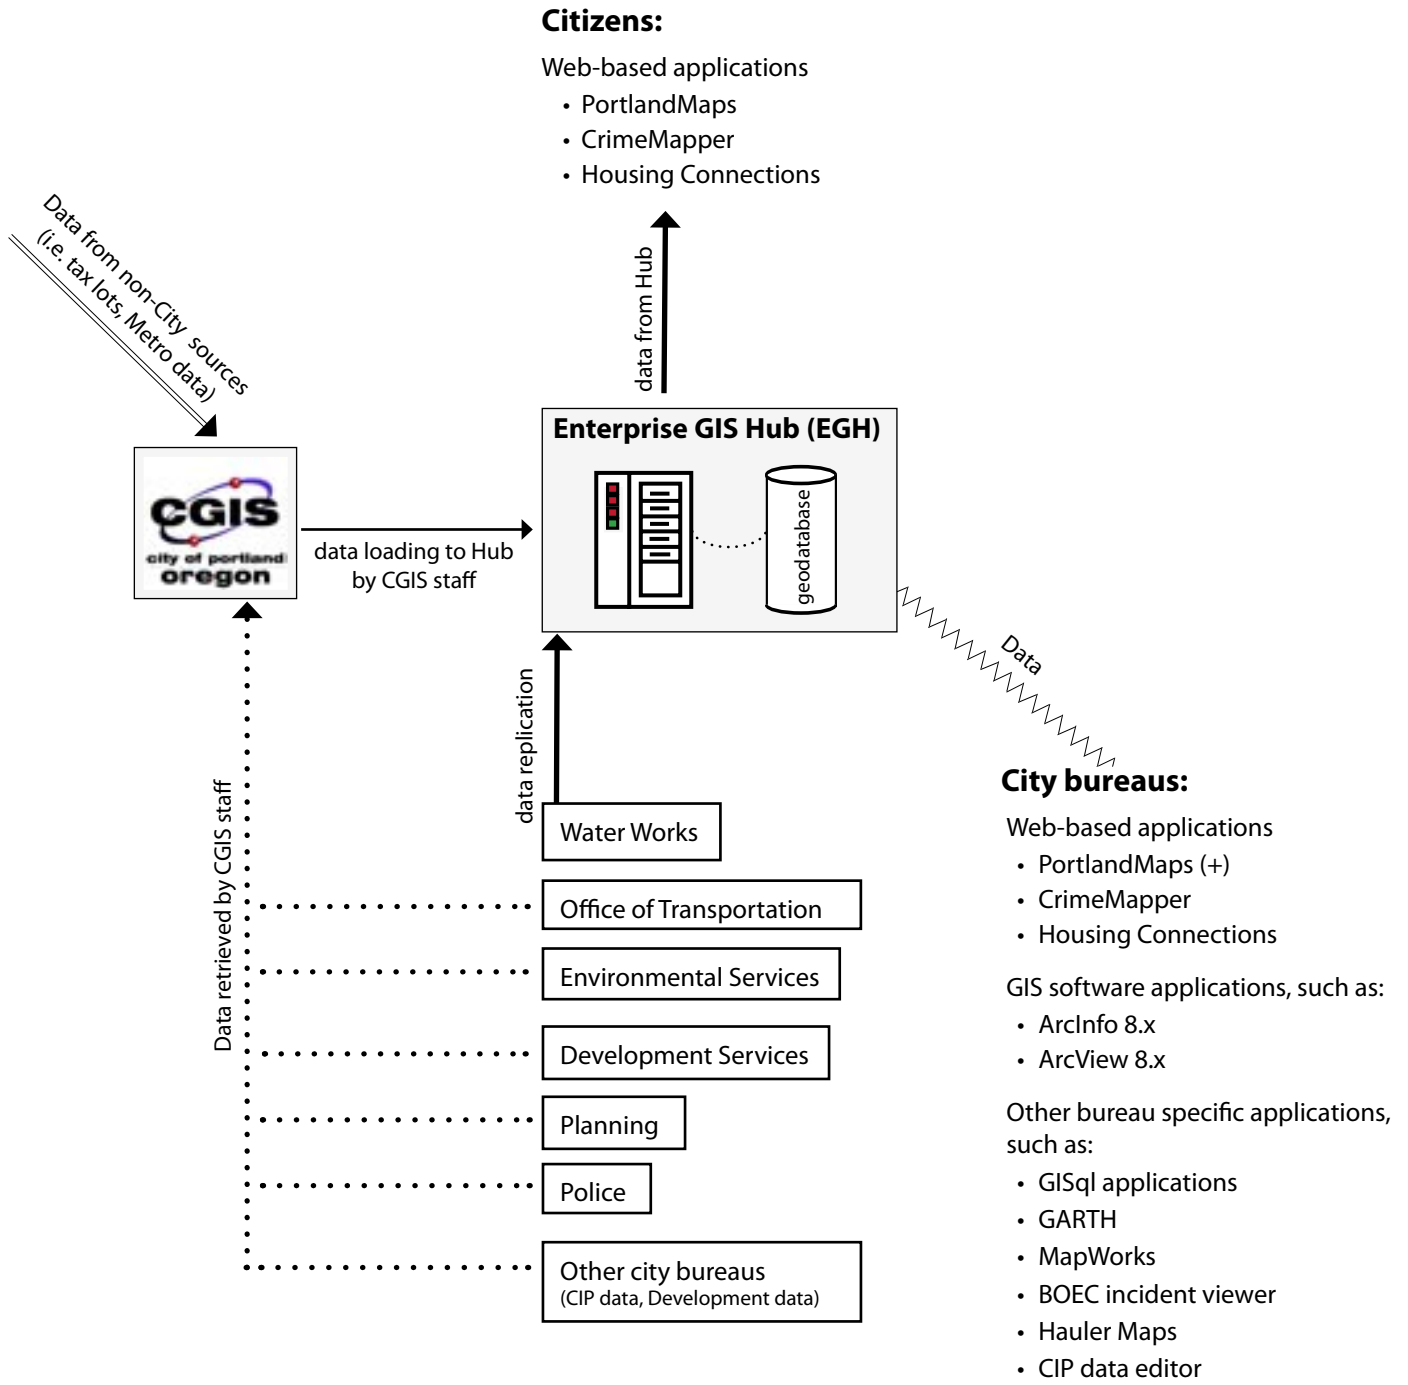 Citizens:
Web-based applications
• PortlandMaps
• CrimeMapper
• Housing Connections
Data from non-City sources
(i.e. tax lots, Metro data)
data from Hub
Enterprise GIS Hub (EGH)
geodatabase
CGIS
city of portland
oregon
data loading to Hub
by CGIS staff
Data
data replication
Data retrieved by CGIS staff
Water Works
Office of Transportation
Environmental Services
Development Services
Planning
Police
Other city bureaus
(CIP data, Development data)
City bureaus:
Web-based applications
• PortlandMaps (+)
• CrimeMapper
• Housing Connections
GIS software applications, such as:
• ArcInfo 8.x
• ArcView 8.x
Other bureau specific applications,
such as:
• GISql applications
• GARTH
• MapWorks
• BOEC incident viewer
• Hauler Maps
• CIP data editor